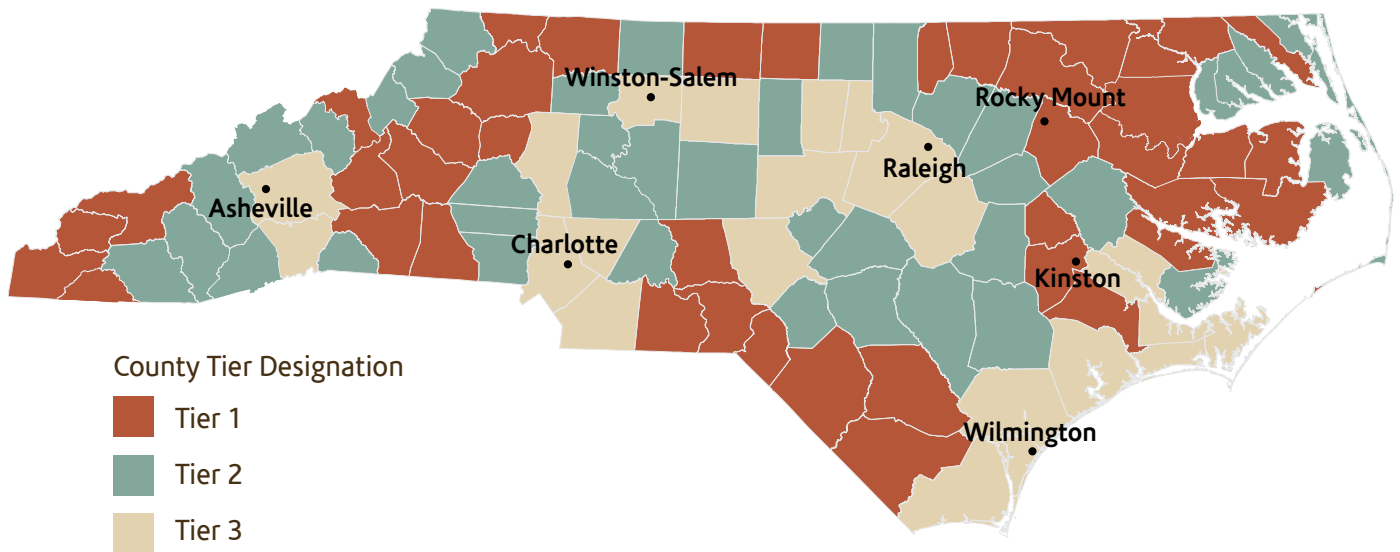 Winston-Salem
Rocky Mount
Raleigh
Asheville
Charlotte
Kinston
County Tier Designation
Tier 1
Wilmington
Tier 2
Tier 3